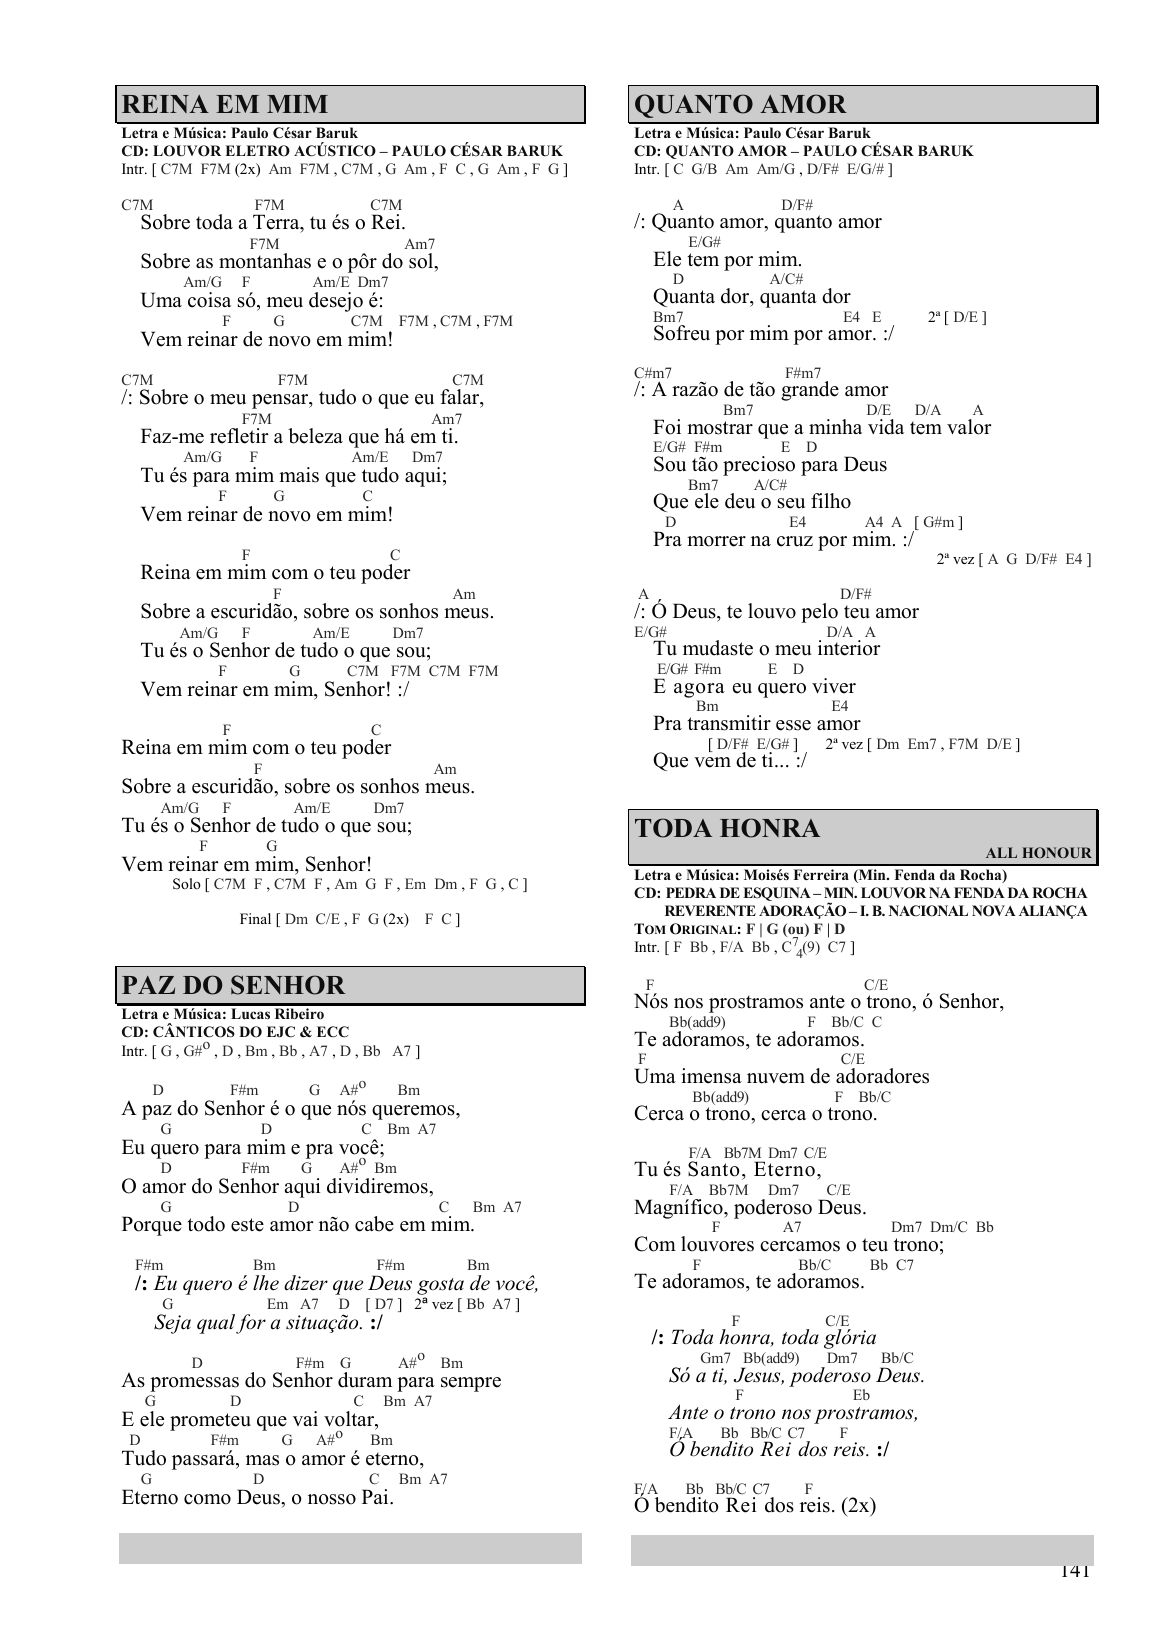 REINA EM MIM
Letra e Música: Paulo César Baruk
CD: LOUVOR ELETRO ACÚSTICO – PAULO CÉSAR BARUK
Intr. [ C7M F7M (2x) Am F7M , C7M , G Am , F C , G Am , F G ]
C7M F7M C7M
Sobre toda a Terra, tu és o Rei.
F7M Am7
Sobre as montanhas e o pôr do sol,
Am/G F Am/E Dm7
Uma coisa só, meu desejo é:
F G C7M F7M , C7M , F7M
Vem reinar de novo em mim!
C7M F7M C7M
/: Sobre o meu pensar, tudo o que eu falar,
F7M Am7
Faz-me refletir a beleza que há em ti.
Am/G F Am/E Dm7
Tu és para mim mais que tudo aqui;
F G C
Vem reinar de novo em mim!
F C
Reina em mim com o teu poder
F Am
Sobre a escuridão, sobre os sonhos meus.
Am/G F Am/E Dm7
Tu és o Senhor de tudo o que sou;
F G C7M F7M C7M F7M
Vem reinar em mim, Senhor! :/
F C
Reina em mim com o teu poder
F Am
Sobre a escuridão, sobre os sonhos meus.
Am/G F Am/E Dm7
Tu és o Senhor de tudo o que sou;
F G
Vem reinar em mim, Senhor!
Solo [ C7M F , C7M F , Am G F , Em Dm , F G , C ]
Final [ Dm C/E , F G (2x) F C ]
PAZ DO SENHOR
Letra e Música: Lucas Ribeiro
CD: CÂNTICOS DO EJC & ECC
Intr. [ G , G#º , D , Bm , Bb , A7 , D , Bb A7 ]
D F#m G A#º Bm
A paz do Senhor é o que nós queremos,
G D C Bm A7
Eu quero para mim e pra você;
D F#m G A#º Bm
O amor do Senhor aqui dividiremos,
G D C Bm A7
Porque todo este amor não cabe em mim.
F#m Bm F#m Bm
/: Eu quero é lhe dizer que Deus gosta de você,
G Em A7 D [ D7 ] 2ª vez [ Bb A7 ]
Seja qual for a situação. :/
D F#m G A#º Bm
As promessas do Senhor duram para sempre
G D C Bm A7
E ele prometeu que vai voltar,
D F#m G A#º Bm
Tudo passará, mas o amor é eterno,
G D C Bm A7
Eterno como Deus, o nosso Pai.
QUANTO AMOR
Letra e Música: Paulo César Baruk
CD: QUANTO AMOR – PAULO CÉSAR BARUK
Intr. [ C G/B Am Am/G , D/F# E/G/# ]
A D/F#
/: Quanto amor, quanto amor
E/G#
Ele tem por mim.
D A/C#
Quanta dor, quanta dor
Bm7 E4 E 2ª [ D/E ]
Sofreu por mim por amor. :/
C#m7 F#m7
/: A razão de tão grande amor
Bm7 D/E D/A A
Foi mostrar que a minha vida tem valor
E/G# F#m E D
Sou tão precioso para Deus
Bm7 A/C#
Que ele deu o seu filho
D E4 A4 A [ G#m ]
Pra morrer na cruz por mim. :/
2ª vez [ A G D/F# E4 ]
A D/F#
/: Ó Deus, te louvo pelo teu amor
E/G# D/A A
Tu mudaste o meu interior
E/G# F#m E D
E agora eu quero viver
Bm E4
Pra transmitir esse amor
[ D/F# E/G# ] 2ª vez [ Dm Em7 , F7M D/E ]
Que vem de ti... :/
TODA HONRA
ALL HONOUR
Letra e Música: Moisés Ferreira (Min. Fenda da Rocha)
CD: PEDRA DE ESQUINA – MIN. LOUVOR NA FENDA DA ROCHA
REVERENTE ADORAÇÃO – I. B. NACIONAL NOVA ALIANÇA
TOM ORIGINAL: F | G (ou) F | D
Intr. [ F Bb , F/A Bb , C7 4(9) C7 ]
F C/E
Nós nos prostramos ante o trono, ó Senhor,
Bb(add9) F Bb/C C
Te adoramos, te adoramos.
F C/E
Uma imensa nuvem de adoradores
Bb(add9) F Bb/C
Cerca o trono, cerca o trono.
F/A Bb7M Dm7 C/E
Tu és Santo, Eterno,
F/A Bb7M Dm7 C/E
Magnífico, poderoso Deus.
F A7 Dm7 Dm/C Bb
Com louvores cercamos o teu trono;
F Bb/C Bb C7
Te adoramos, te adoramos.
F C/E
/: Toda honra, toda glória
Gm7 Bb(add9) Dm7 Bb/C
Só a ti, Jesus, poderoso Deus.
F Eb
Ante o trono nos prostramos,
F/A Bb Bb/C C7 F
Ó bendito Rei dos reis. :/
F/A Bb Bb/C C7 F
Ó bendito Rei dos reis. (2x)
141